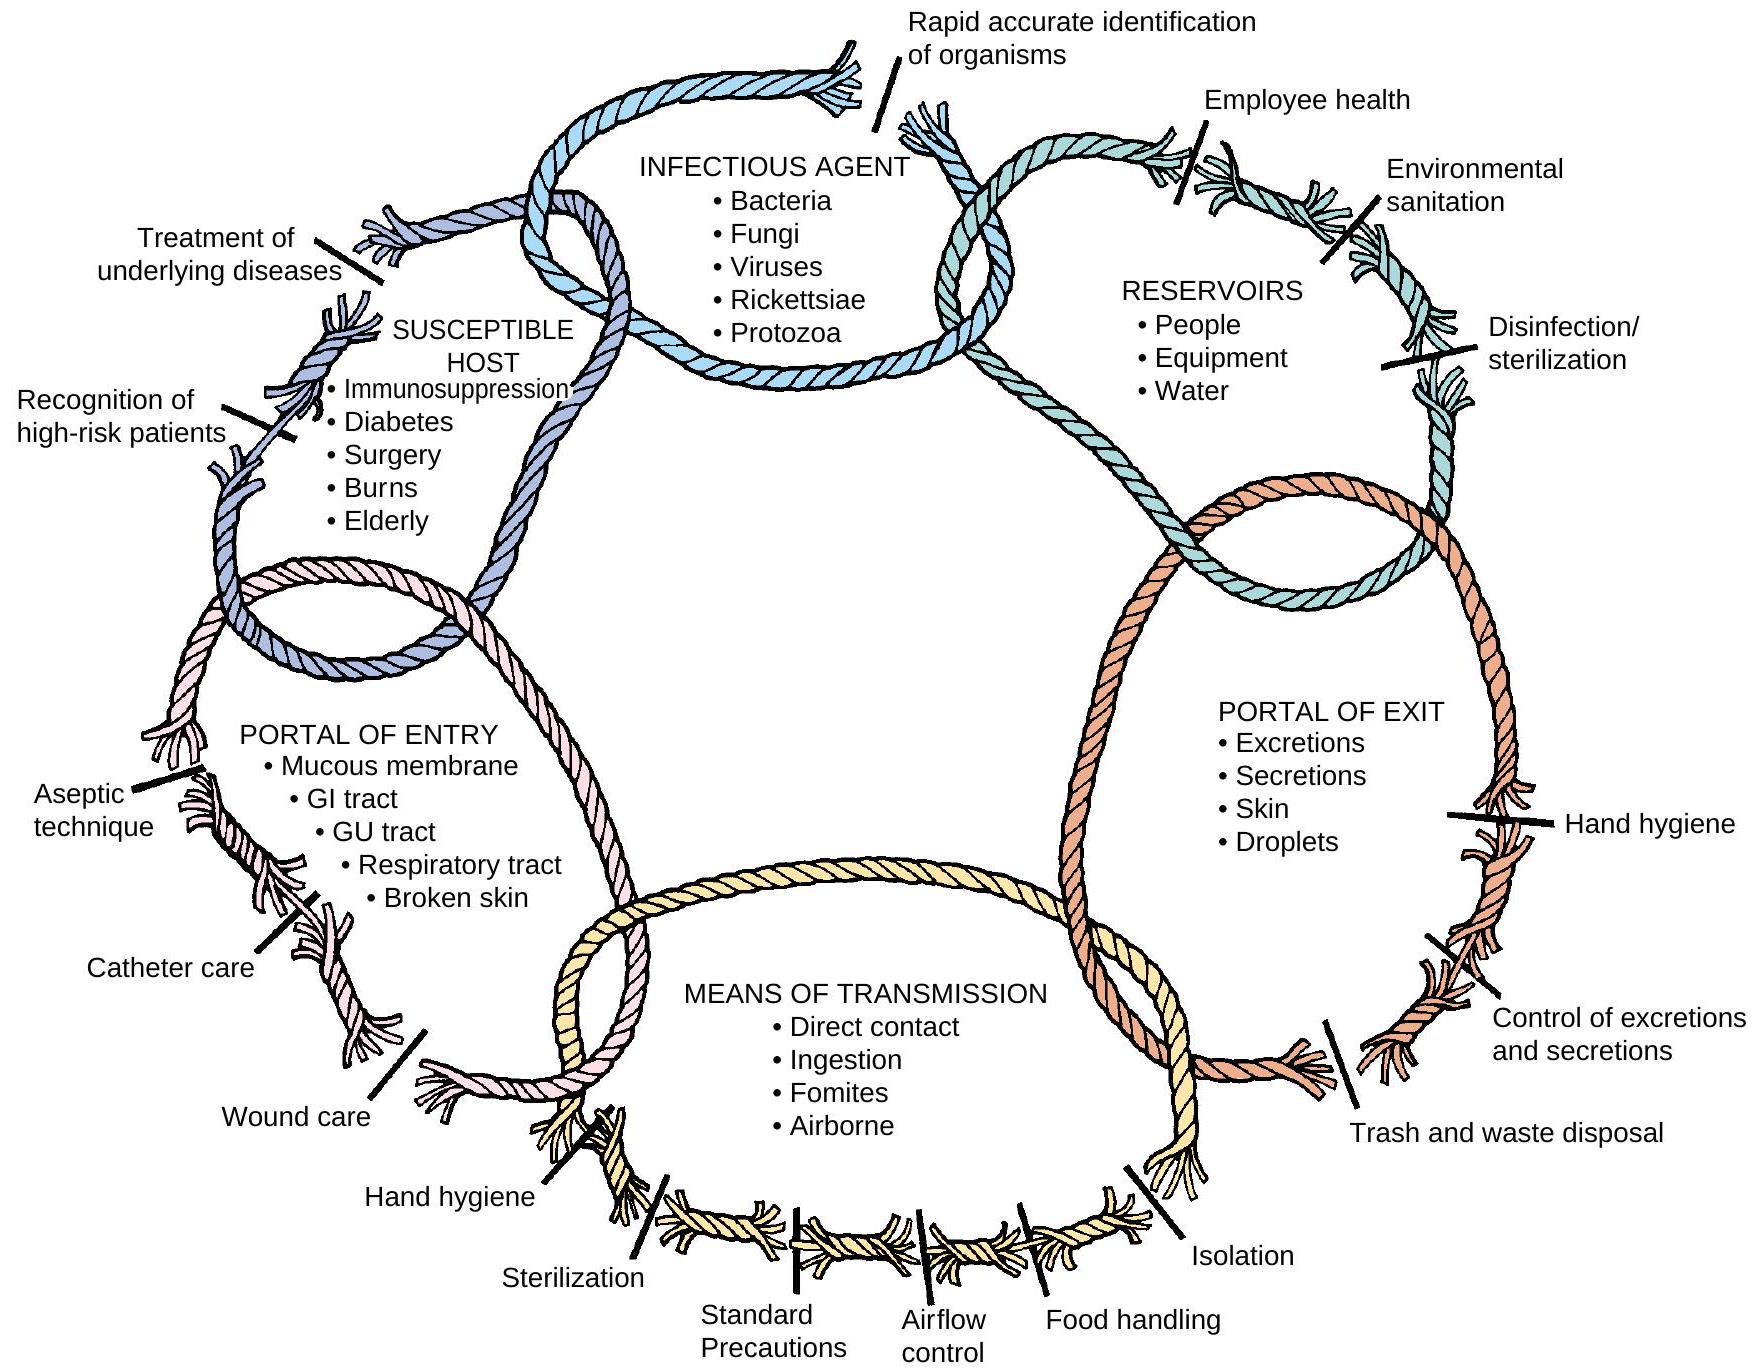 Rapid accurate identification
of organisms
Employee health
Environmental
sanitation
Disinfection/
sterilization
INFECTIOUS AGENT
• Bacteria
• Fungi
• Viruses
• Rickettsiae
• Protozoa
RESERVOIRS
• People
• Equipment
• Water
Treatment of
underlying diseases
Recognition of
high-risk patients
SUSCEPTIBLE
HOST
• Immunosuppression
• Diabetes
• Surgery
• Burns
• Elderly
PORTAL OF EXIT
• Excretions
• Secretions
• Skin
• Droplets
Hand hygiene
Control of excretions
and secretions
Trash and waste disposal
PORTAL OF ENTRY
• Mucous membrane
• GI tract
• GU tract
• Respiratory tract
• Broken skin
Aseptic
technique
Catheter care
Wound care
MEANS OF TRANSMISSION
• Direct contact
• Ingestion
• Fomites
• Airborne
Hand hygiene
Sterilization
Standard
Precautions
Airflow
control
Food handling
Isolation